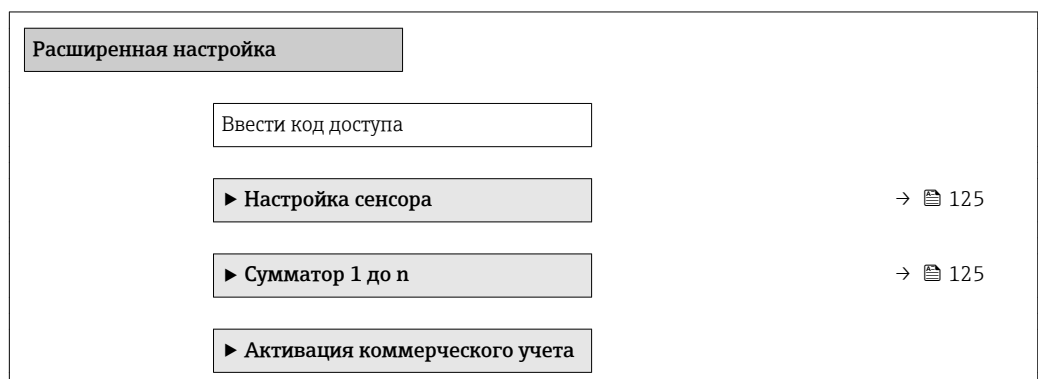 Расширенная настройка
Ввести код доступа
▶ Настройка сенсора → 125
▶ Сумматор 1 до n → 125
▶ Активация коммерческого учета